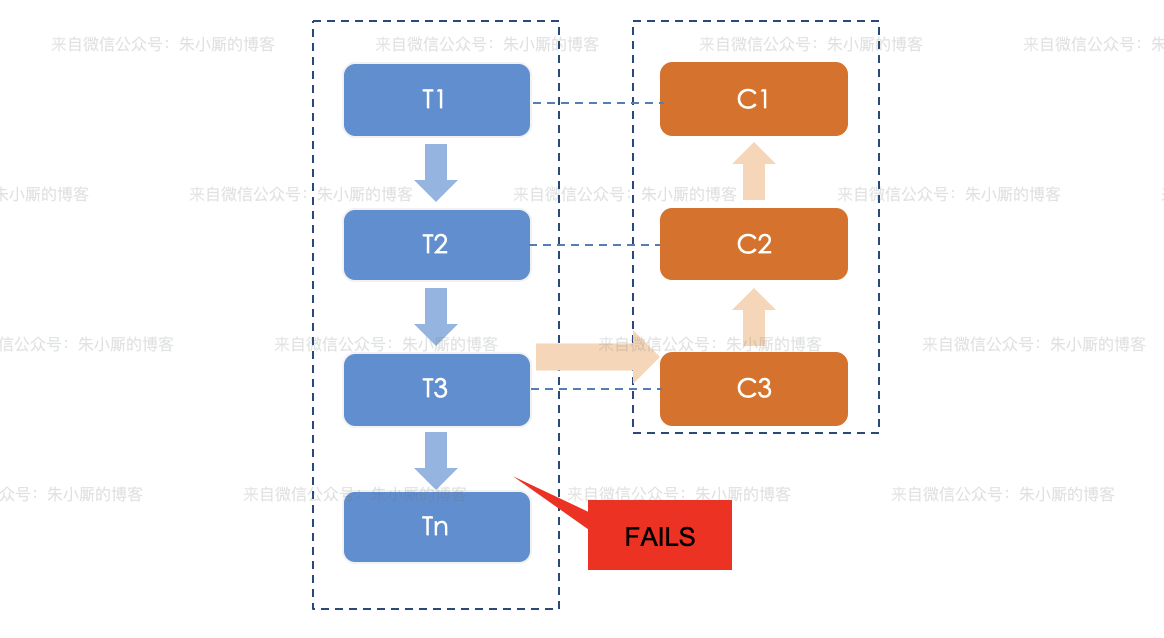 来自微信公众号：朱小厮的博客 来自微信公众号：朱小厮的博客 来自微信公众号：朱小厮的博客 来自微信公众号：朱
T1 C1
朱小厮的博客 来自微信公众号：朱小厮的博客 来自微信公众号：朱小厮的博客 来自微信公众号：朱小厮的博客
T2 C2
信公众号：朱小厮的博客 来自微信公众号：朱小厮的博客 来自微信公众号：朱小厮的博客 来自微信公众号：朱小厮的博客
T3 C3
众号：朱小厮的博客 来自微信公众号：朱小厮的博客 来自微信公众号：朱小厮的博客 来自微信公众号：朱小厮的博客
Tn
FAILS